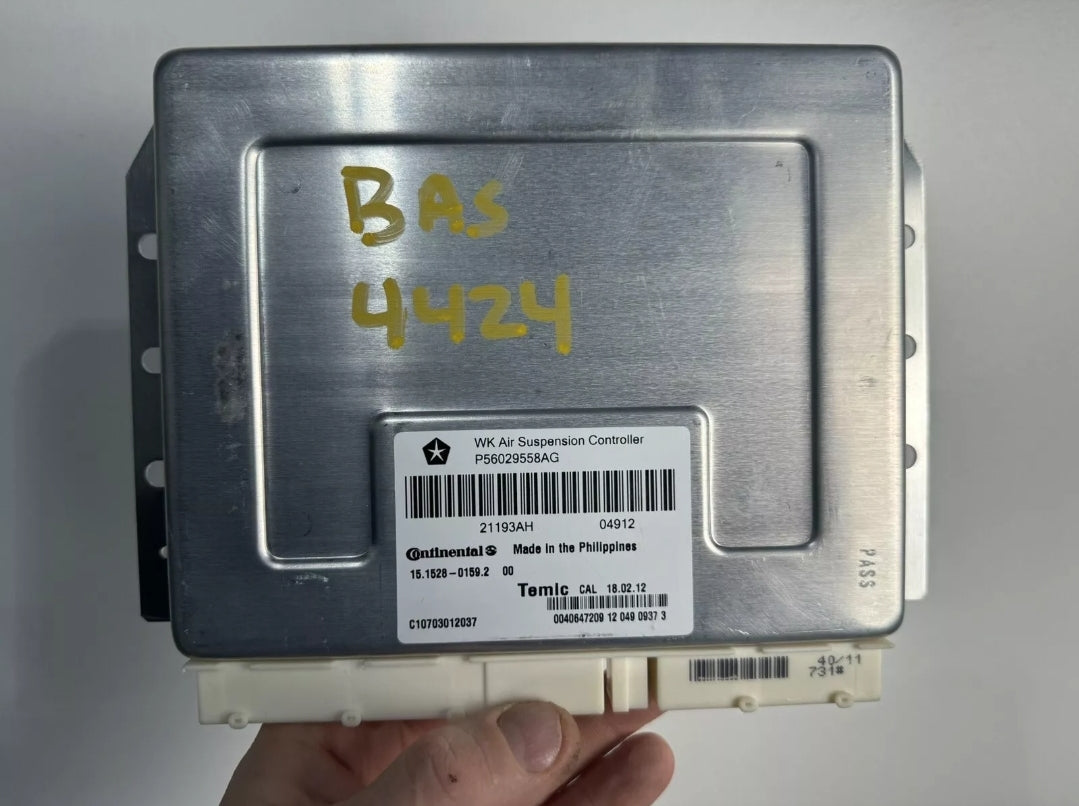 BAS
4424
WK Air Suspension Controller
P56029558AG
21193AH 04912
Continental Made in the Philippines
15.1528-0159.2 00
Temic CAL 18.02.12
0040647209 12 049 0937 3
C10703012037
PASS
40/11
731#